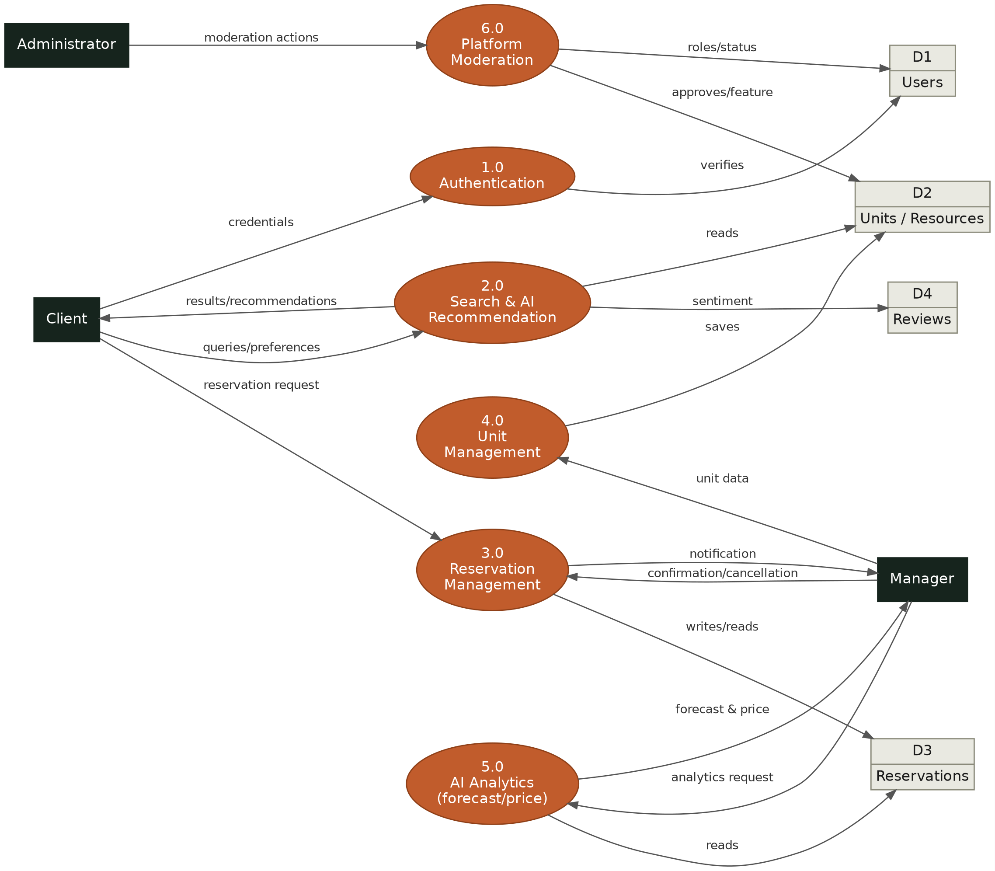 Administrator
moderation actions
6.0
Platform
Moderation
roles/status
approves/feature
D1
Users
1.0
Authentication
verifies
credentials
D2
Units / Resources
reads
2.0
Search & AI
Recommendation
results/recommendations
queries/preferences
sentiment
saves
D4
Reviews
Client
reservation request
4.0
Unit
Management
unit data
3.0
Reservation
Management
notification
confirmation/cancellation
Manager
writes/reads
forecast & price
5.0
AI Analytics
(forecast/price)
analytics request
D3
Reservations
reads